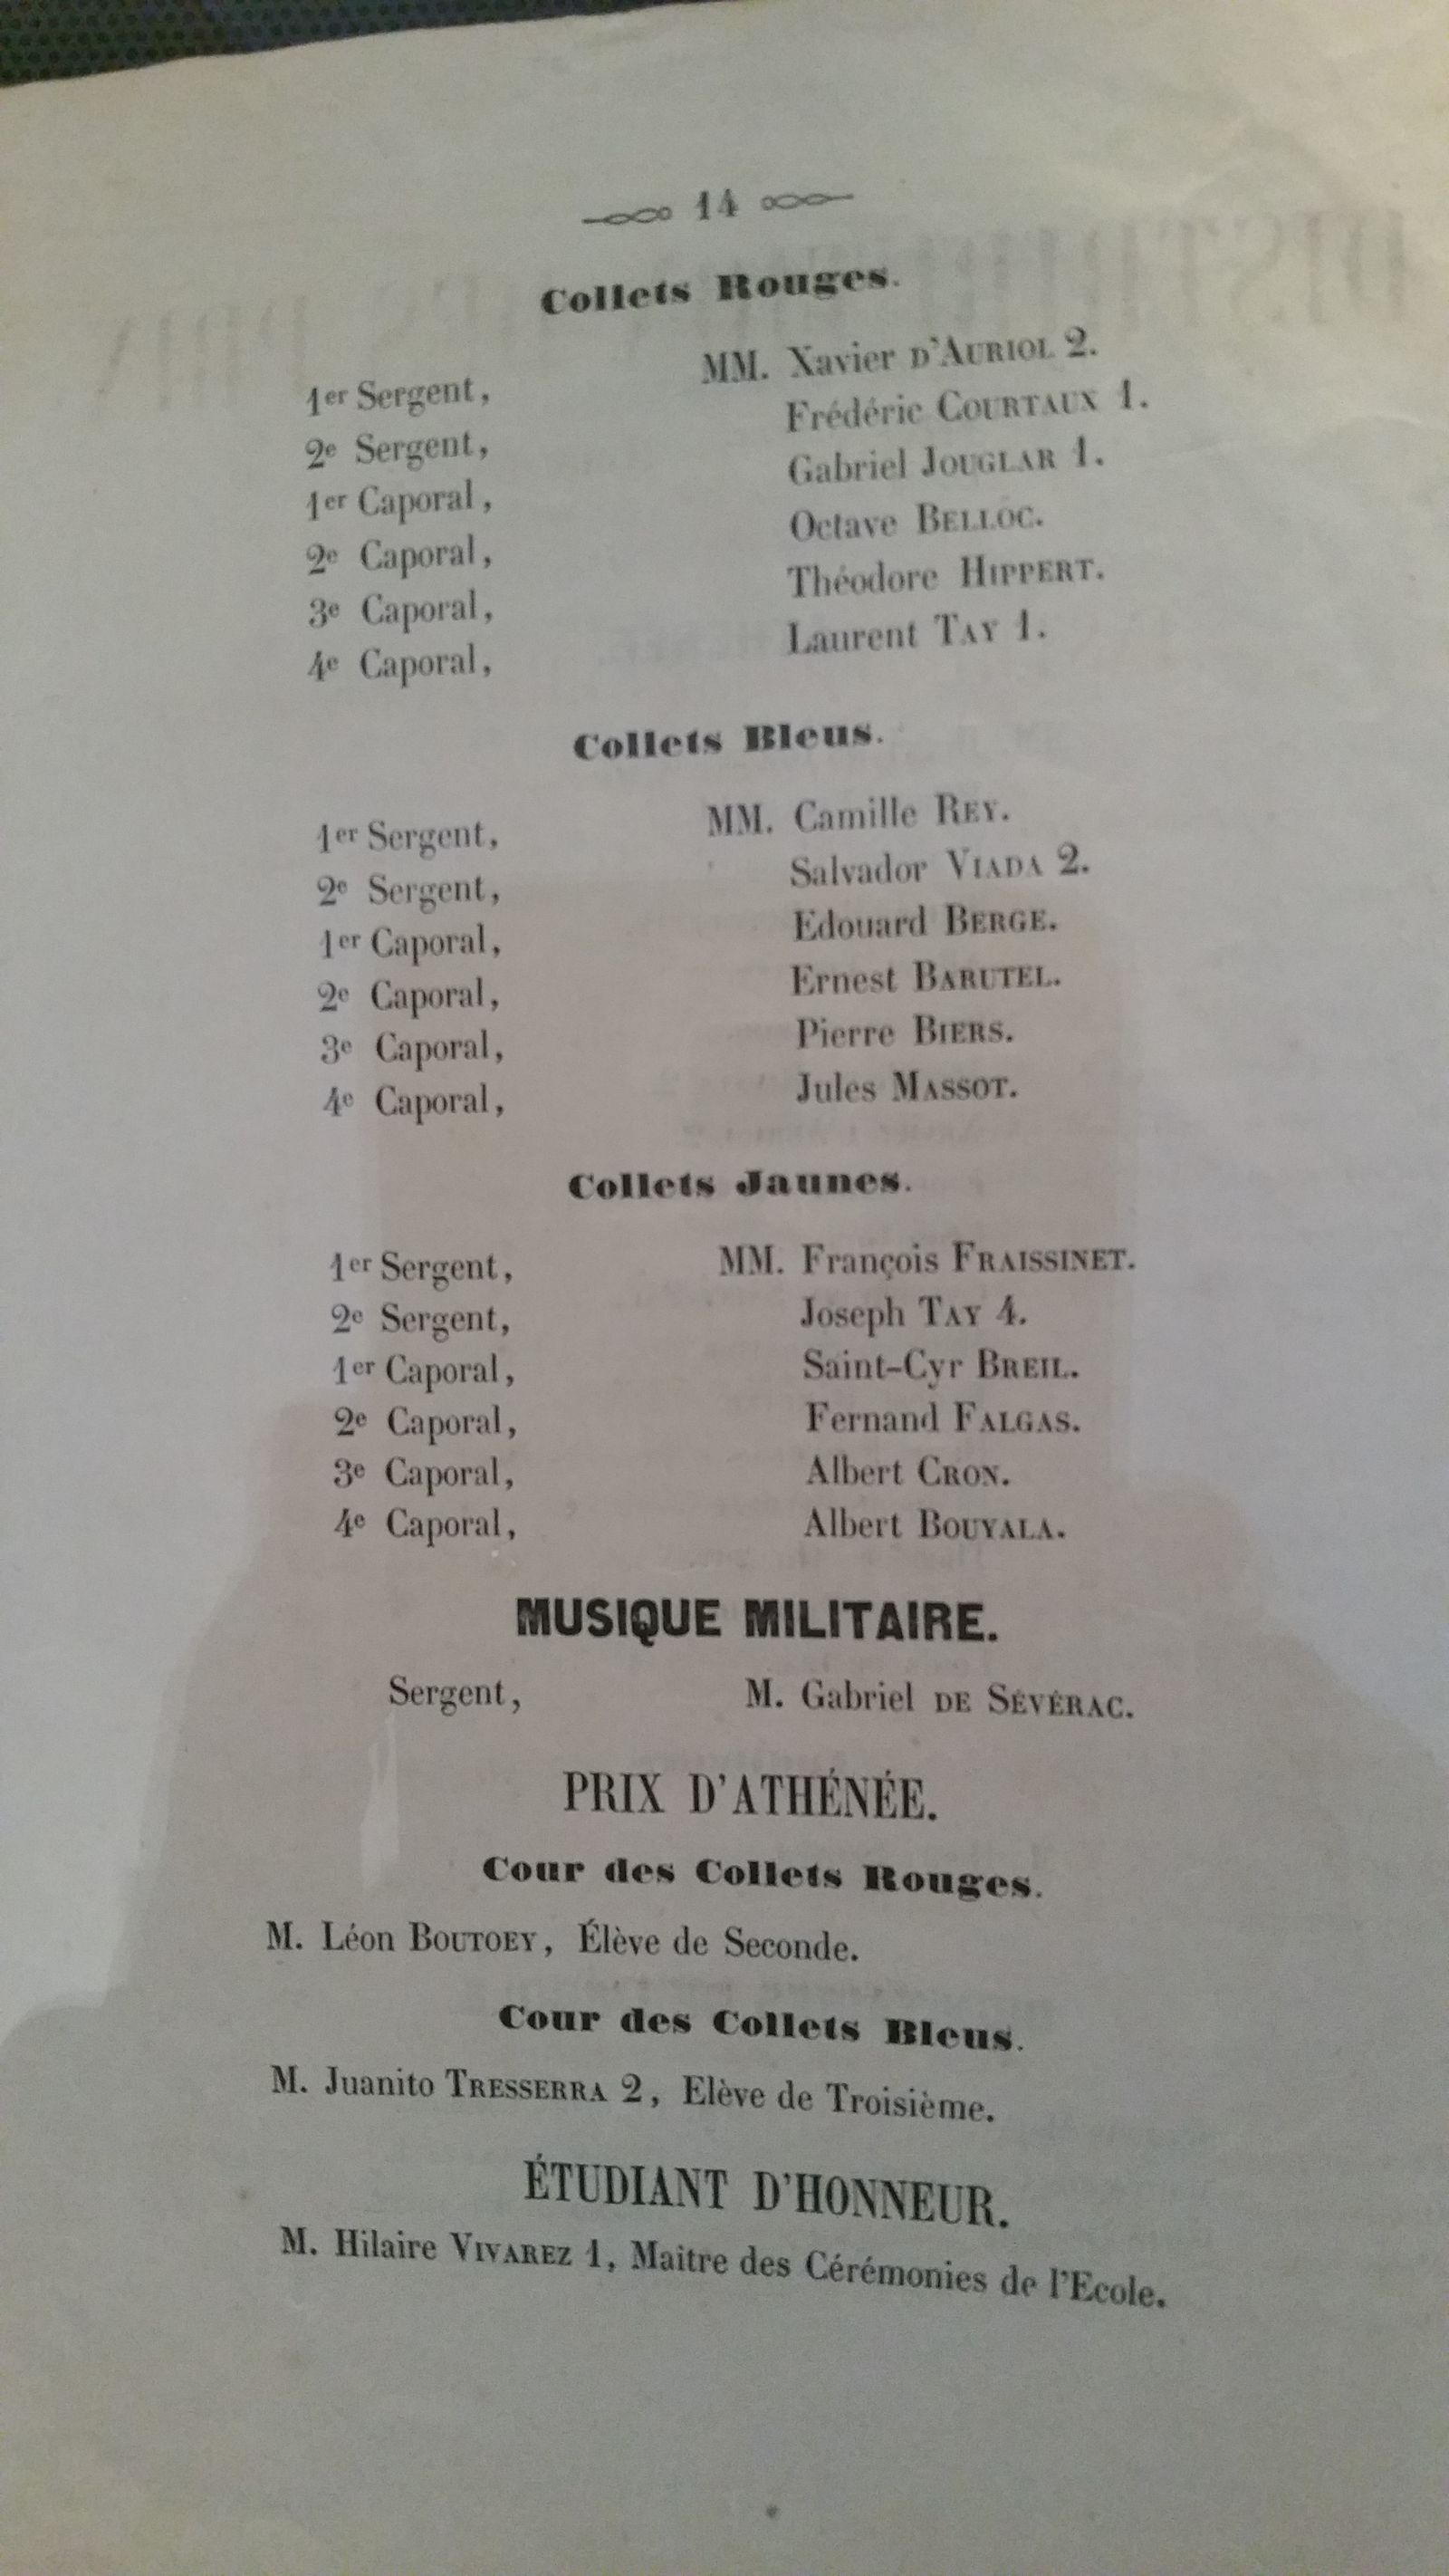 14
Collets Rouges.
1er Sergent, MM. Xavier D'AURIOL 2.
2e Sergent, Frédéric COURTAUX 1.
1er Caporal, Gabriel JOUGLAR 1.
2e Caporal, Octave BELLOC.
3e Caporal, Théodore HIPPERT.
4e Caporal, Laurent TAY 1.
Collets Bleus.
1er Sergent, MM. Camille REY.
2e Sergent, Salvador VIADA 2.
1er Caporal, Edouard BERGE.
2e Caporal, Ernest BARUTEL.
3e Caporal, Pierre BIERS.
4e Caporal, Jules MASSOT.
Collets Jaunes.
1er Sergent, MM. François FRAISSINET.
2e Sergent, Joseph TAY 4.
1er Caporal, Saint-Cyr BREIL.
2e Caporal, Fernand FALGAS.
3e Caporal, Albert CRON.
4e Caporal, Albert BOUYALA.
MUSIQUE MILITAIRE.
Sergent, M. Gabriel DE SÉVÉRAC.
PRIX D'ATHÉNÉE.
Cour des Collets Rouges.
M. Léon BOUTOEY, Élève de Seconde.
Cour des Collets Bleus.
M. Juanito TRESSERRA 2, Elève de Troisième.
ÉTUDIANT D'HONNEUR.
M. Hilaire VIVAREZ 1, Maitre des Cérémonies de l'Ecole.